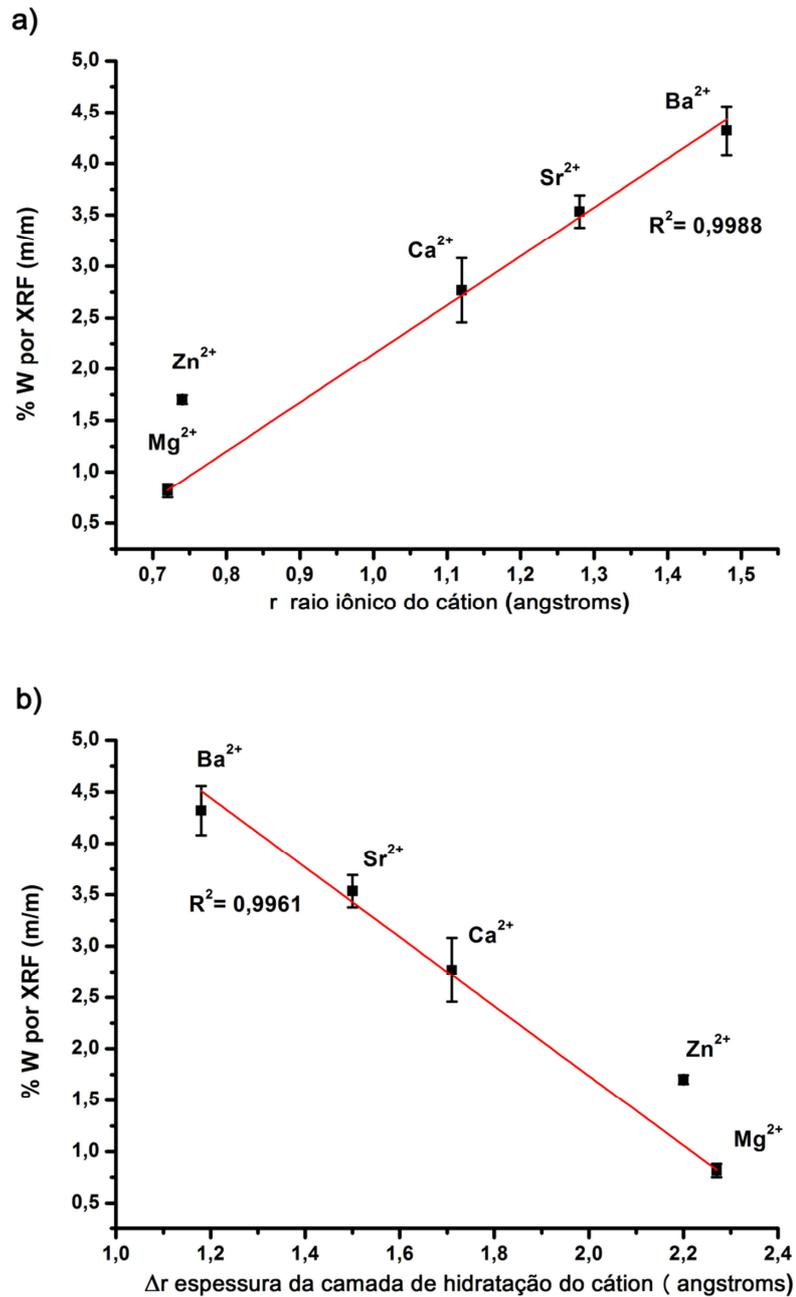 a)
% W por XRF (m/m)
5,0
4,5
4,0
3,5
3,0
2,5
2,0
1,5
1,0
0,5
Ba²⁺
Sr²⁺
R²= 0,9988
Ca²⁺
Zn²⁺
Mg²⁺
0,7 0,8 0,9 1,0 1,1 1,2 1,3 1,4 1,5
r raio iônico do cátion (angstroms)
b)
% W por XRF (m/m)
5,0
4,5
4,0
3,5
3,0
2,5
2,0
1,5
1,0
0,5
Ba²⁺
Sr²⁺
R²= 0,9961
Ca²⁺
Zn²⁺
Mg²⁺
1,0 1,2 1,4 1,6 1,8 2,0 2,2 2,4
Δr espessura da camada de hidratação do cátion ( angstroms)